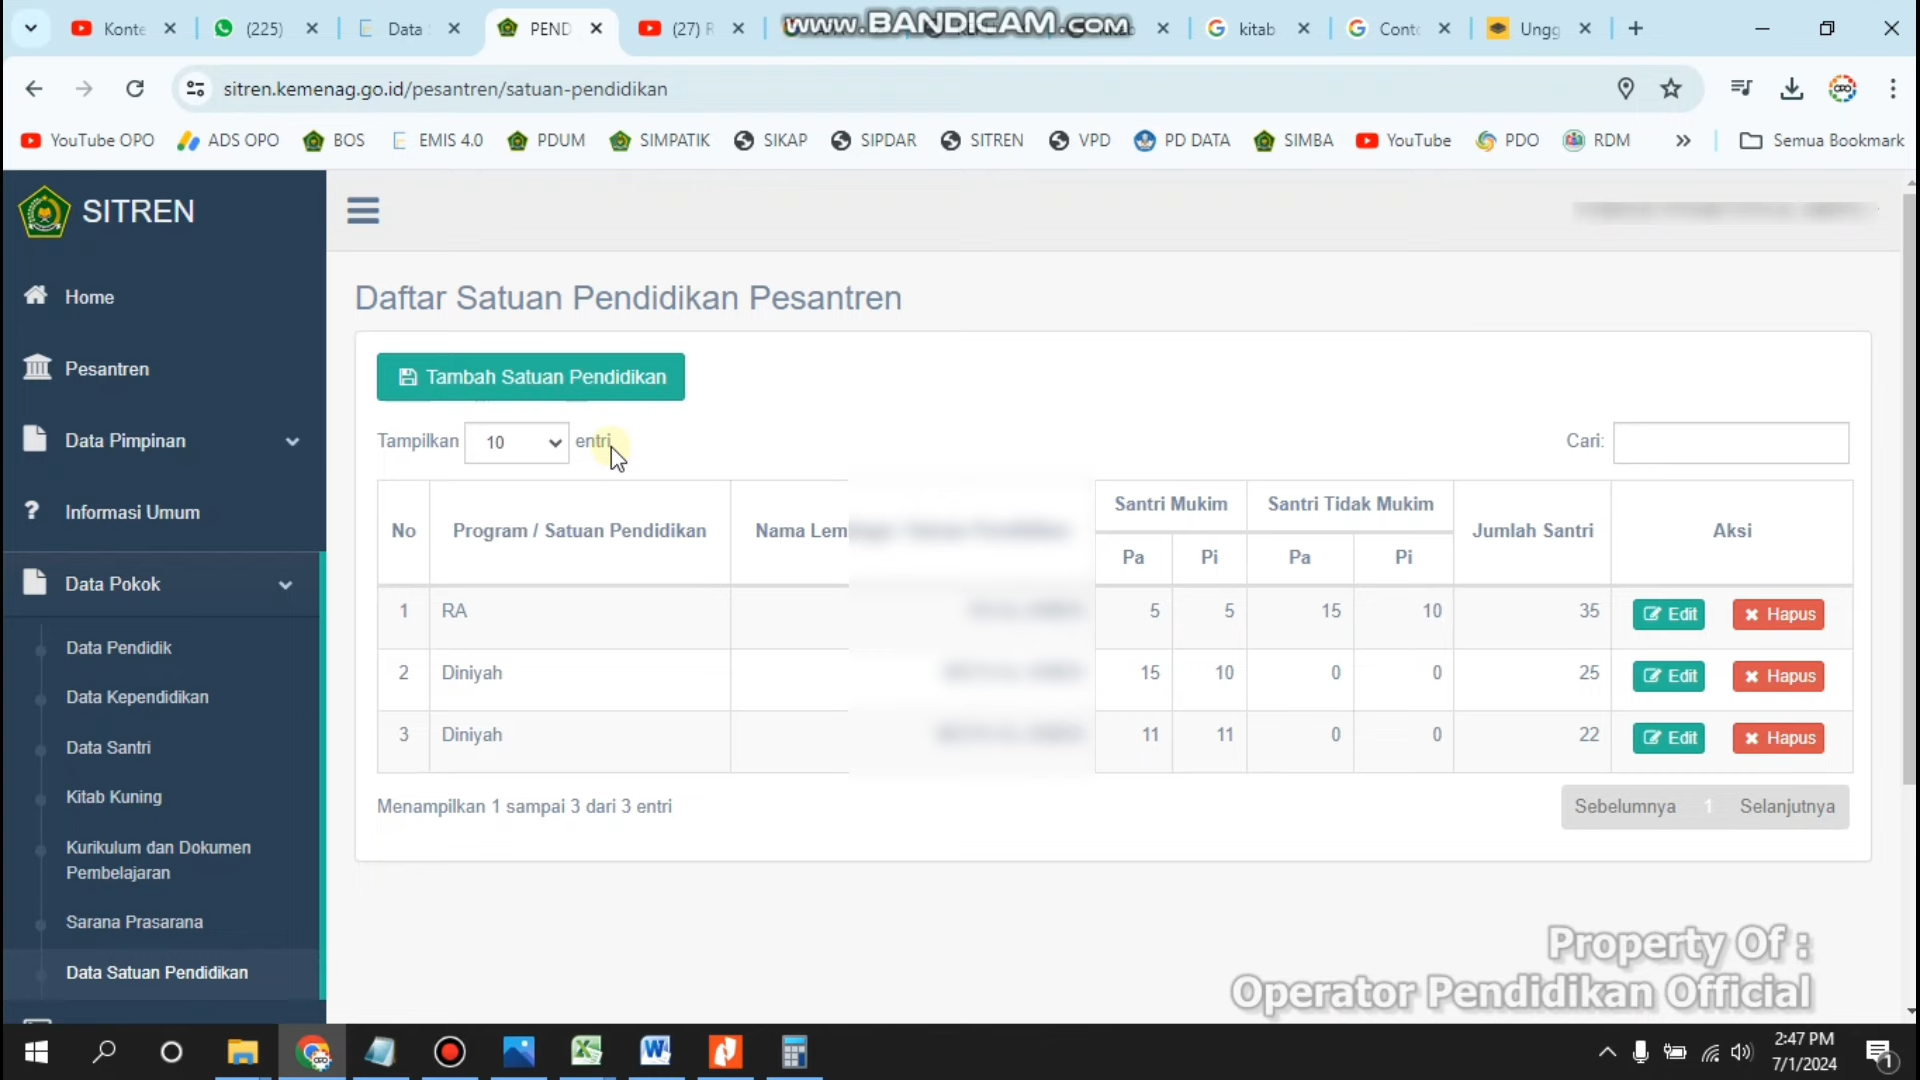 Konte
(225)
Data
PEND
(27) R
www.BANDICAM.com
kitab
Conto
Ungg
sitren.kemenag.go.id/pesantren/satuan-pendidikan
YouTube OPO
ADS OPO
BOS
EMIS 4.0
PDUM
SIMPATIK
SIKAP
SIPDAR
SITREN
VPD
PD DATA
SIMBA
YouTube
PDO
RDM
Semua Bookmark
SITREN
Home
Pesantren
Data Pimpinan
Informasi Umum
Data Pokok
Data Pendidik
Data Kependidikan
Data Santri
Kitab Kuning
Kurikulum dan Dokumen
Pembelajaran
Sarana Prasarana
Data Satuan Pendidikan
Daftar Satuan Pendidikan Pesantren
Tambah Satuan Pendidikan
Tampilkan 10 entri
Cari:
No Program / Satuan Pendidikan Nama Lem Santri Mukim Santri Tidak Mukim Jumlah Santri Aksi
Pa Pi Pa Pi
1 RA 5 5 15 10 35 Edit Hapus
2 Diniyah 15 10 0 0 25 Edit Hapus
3 Diniyah 11 11 0 0 22 Edit Hapus
Menampilkan 1 sampai 3 dari 3 entri
Sebelumnya 1 Selanjutnya
Property Of :
Operator Pendidikan Official
2:47 PM
7/1/2024
1